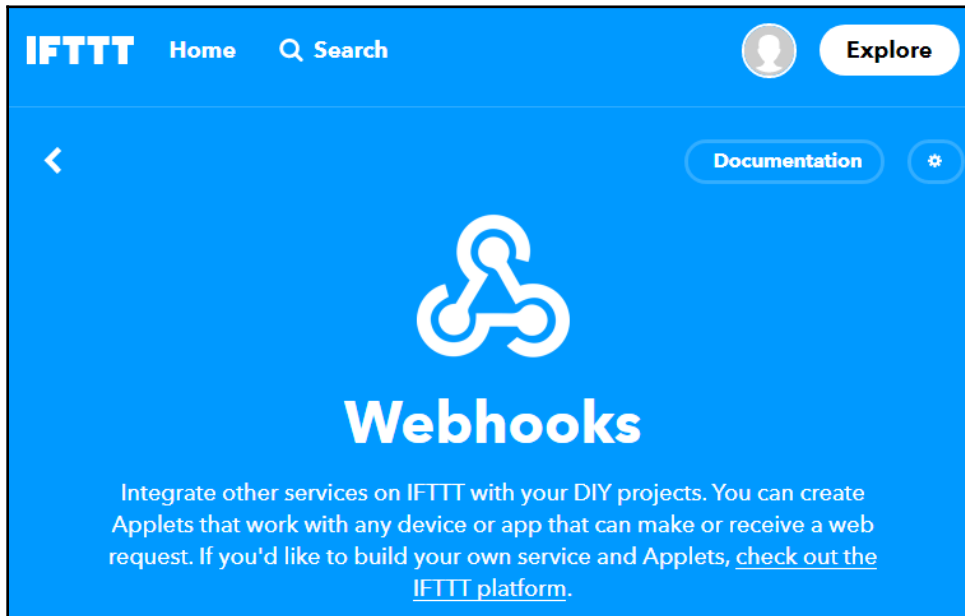 IFTTT Home Search Explore
Documentation
Webhooks
Integrate other services on IFTTT with your DIY projects. You can create
Applets that work with any device or app that can make or receive a web
request. If you'd like to build your own service and Applets, check out the
IFTTT platform.